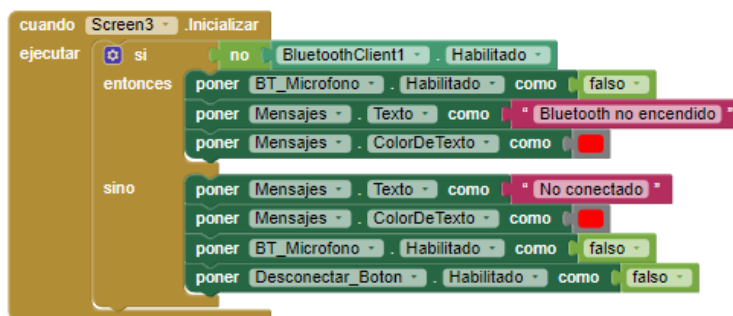 cuando Screen3 .Inicializar
ejecutar si no BluetoothClient1 . Habilitado
entonces poner BT_Microfono . Habilitado como falso
poner Mensajes . Texto como " Bluetooth no encendido "
poner Mensajes . ColorDeTexto como
sino poner Mensajes . Texto como " No conectado "
poner Mensajes . ColorDeTexto como
poner BT_Microfono . Habilitado como falso
poner Desconectar_Boton . Habilitado como falso